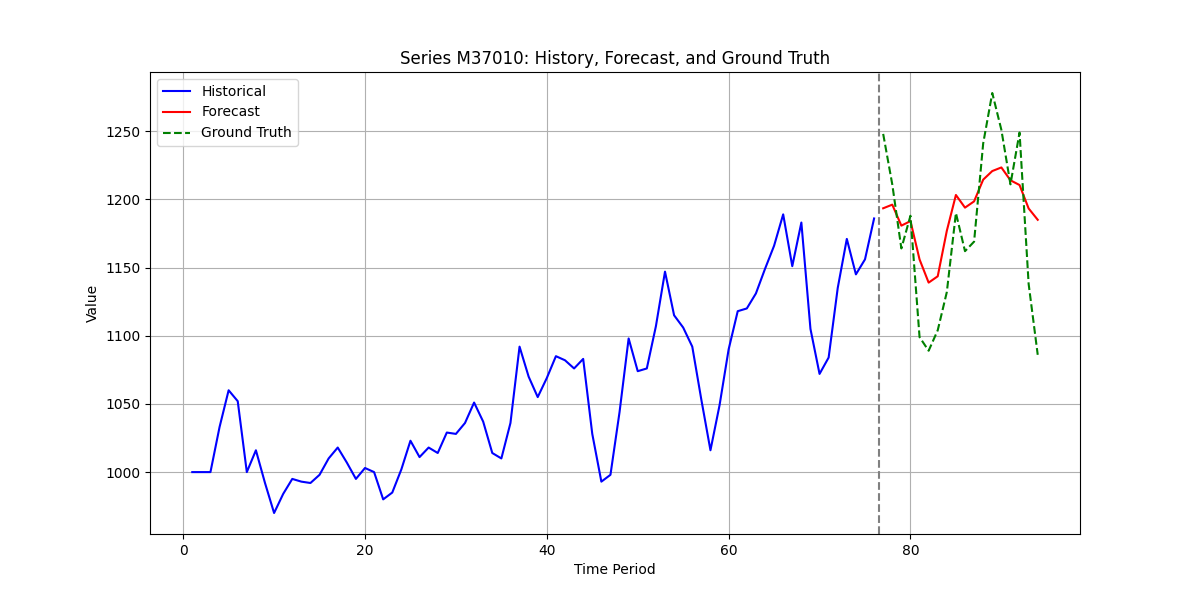 Series M37010: History, Forecast, and Ground Truth
Historical
Forecast
Ground Truth
Value
1250
1200
1150
1100
1050
1000
0 20 40 60 80
Time Period